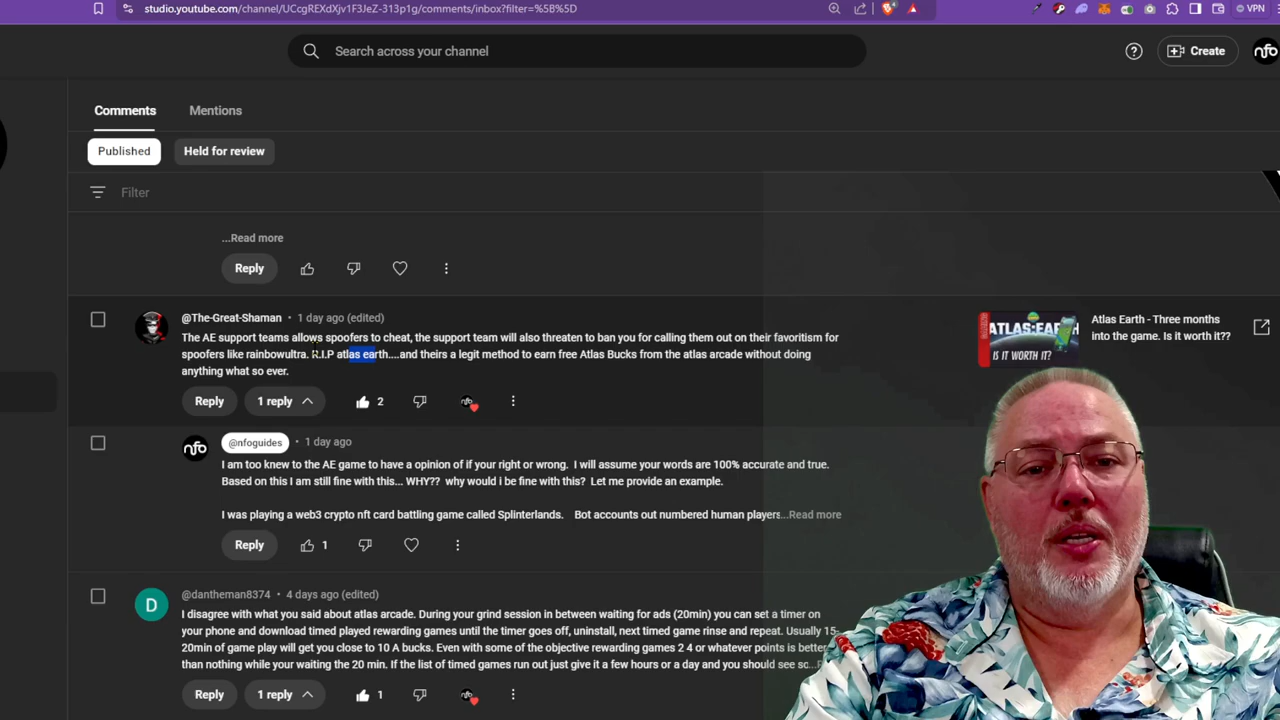 studio.youtube.com/channel/UCcgREXdXjv1F3JeZ-313p1g/comments/inbox?filter=%5B%5D
VPN
Search across your channel
Create
nfo
Comments
Mentions
Published
Held for review
Filter
...Read more
Reply
@The-Great-Shaman • 1 day ago (edited)
The AE support teams allows spoofers to cheat, the support team will also threaten to ban you for calling them out on their favoritism for
spoofers like rainbowultra. R.I.P atlas earth....and theirs a legit method to earn free Atlas Bucks from the atlas arcade without doing
anything what so ever.
ATLAS:EARTH
IS IT WORTH IT?
Atlas Earth - Three months
into the game. Is it worth it??
Reply
1 reply
2
nfo
nfo
@nfoguides • 1 day ago
I am too knew to the AE game to have a opinion of if your right or wrong. I will assume your words are 100% accurate and true.
Based on this I am still fine with this... WHY?? why would i be fine with this? Let me provide an example.
I was playing a web3 crypto nft card battling game called Splinterlands. Bot accounts out numbered human players...Read more
Reply
1
D
@dantheman8374 • 4 days ago (edited)
I disagree with what you said about atlas arcade. During your grind session in between waiting for ads (20min) you can set a timer on
your phone and download timed played rewarding games until the timer goes off, uninstall, next timed game rinse and repeat. Usually 15-
20min of game play will get you close to 10 A bucks. Even with some of the objective rewarding games 2 4 or whatever points is better
than nothing while your waiting the 20 min. If the list of timed games run out just give it a few hours or a day and you should see
Reply
1 reply
1
nfo